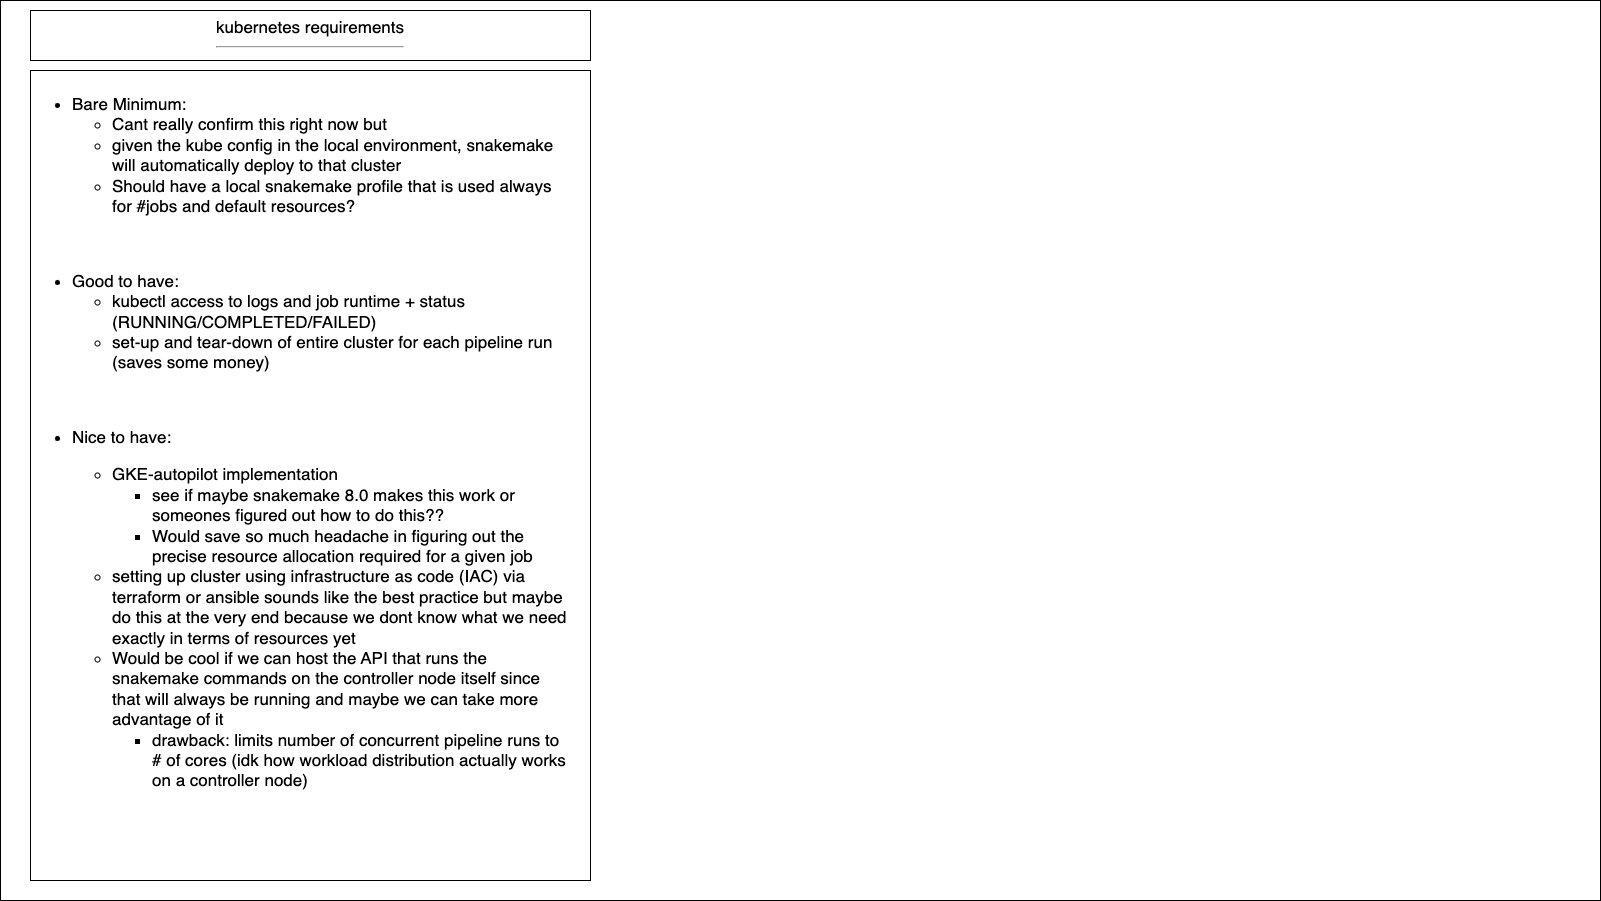 kubernetes requirements
Bare Minimum:
Cant really confirm this right now but
given the kube config in the local environment, snakemake
will automatically deploy to that cluster
Should have a local snakemake profile that is used always
for #jobs and default resources?
Good to have:
kubectl access to logs and job runtime + status
(RUNNING/COMPLETED/FAILED)
set-up and tear-down of entire cluster for each pipeline run
(saves some money)
Nice to have:
GKE-autopilot implementation
see if maybe snakemake 8.0 makes this work or
someones figured out how to do this??
Would save so much headache in figuring out the
precise resource allocation required for a given job
setting up cluster using infrastructure as code (IAC) via
terraform or ansible sounds like the best practice but maybe
do this at the very end because we dont know what we need
exactly in terms of resources yet
Would be cool if we can host the API that runs the
snakemake commands on the controller node itself since
that will always be running and maybe we can take more
advantage of it
drawback: limits number of concurrent pipeline runs to
# of cores (idk how workload distribution actually works
on a controller node)